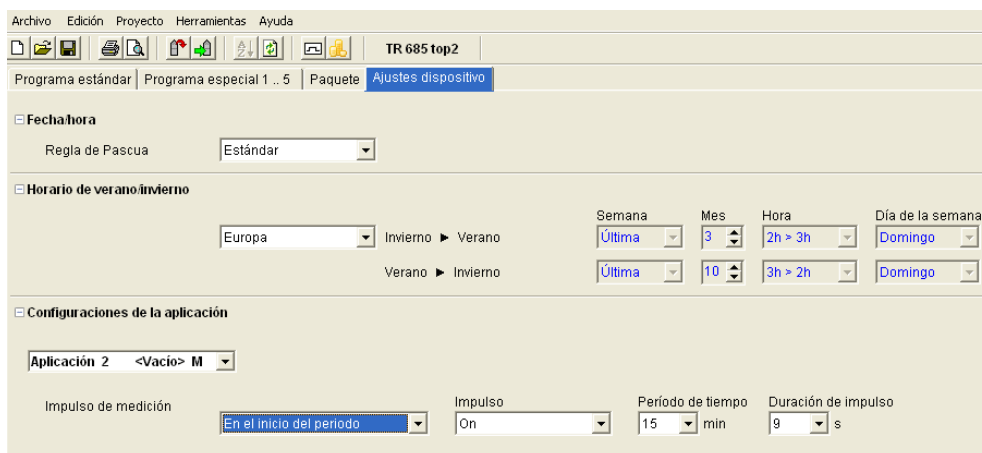 Archivo Edición Proyecto Herramientas Ayuda
TR 685 top2
Programa estándar Programa especial 1 .. 5 Paquete Ajustes dispositivo
Fecha/hora
Regla de Pascua Estándar
Horario de verano/invierno
Semana Mes Hora Día de la semana
Europa Invierno ► Verano Última 3 2h > 3h Domingo
Verano ► Invierno Última 10 3h > 2h Domingo
Configuraciones de la aplicación
Aplicación 2 <Vacío> M
Impulso Período de tiempo Duración de impulso
Impulso de medición En el inicio del periodo On 15 min 9 s